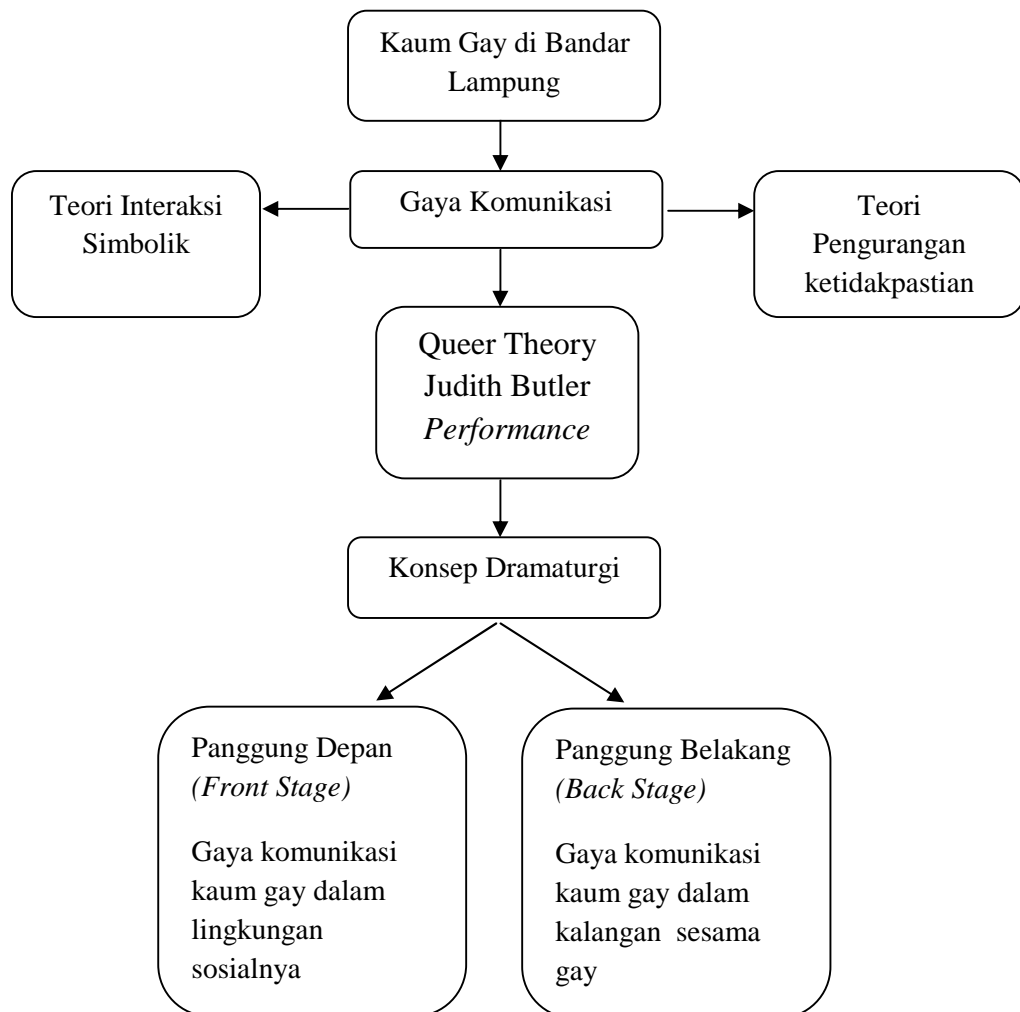 Kaum Gay di Bandar
Lampung
Teori Interaksi
Simbolik
Gaya Komunikasi
Teori
Pengurangan
ketidakpastian
Queer Theory
Judith Butler
Performance
Konsep Dramaturgi
Panggung Depan
(Front Stage)
Gaya komunikasi
kaum gay dalam
lingkungan
sosialnya
Panggung Belakang
(Back Stage)
Gaya komunikasi
kaum gay dalam
kalangan sesama
gay